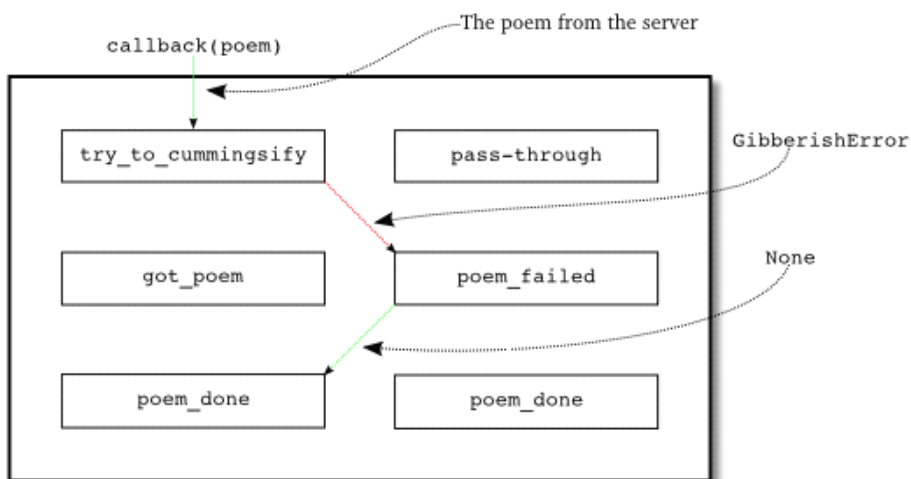 The poem from the server
callback(poem)
try_to_cummingsify
pass-through
GibberishError
got_poem
poem_failed
None
poem_done
poem_done